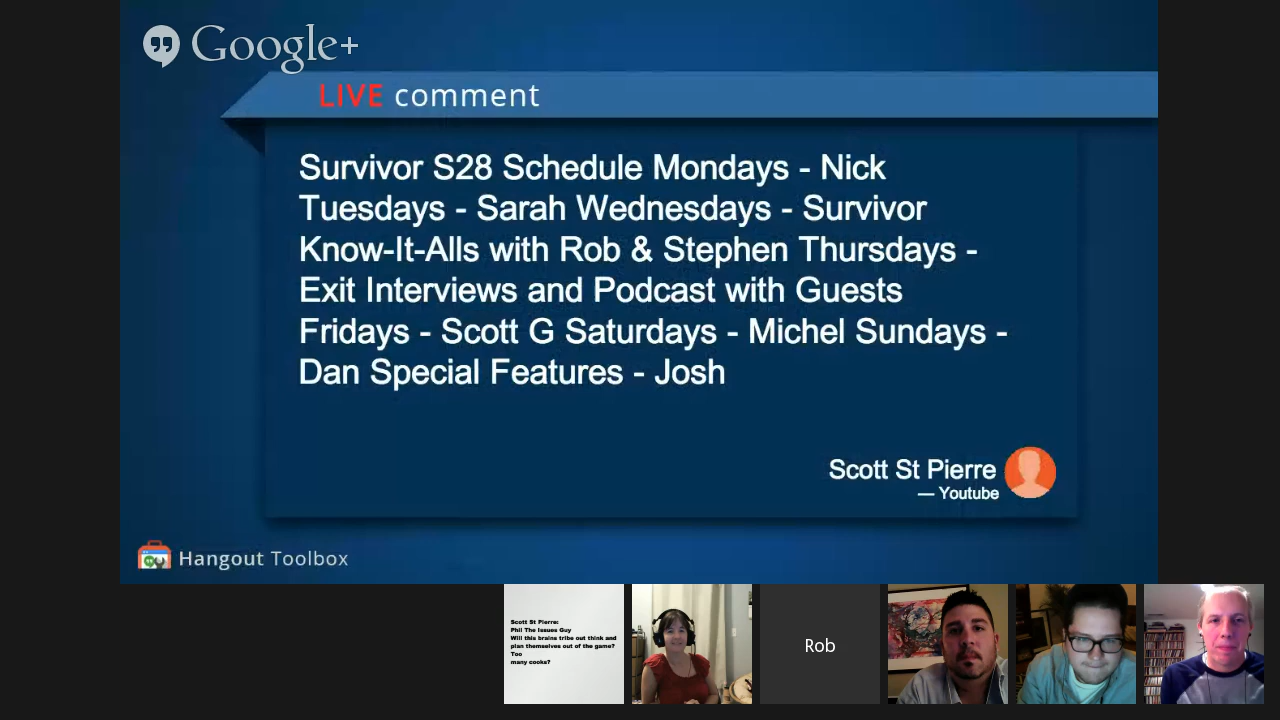 Google+
LIVE comment
Survivor S28 Schedule Mondays - Nick
Tuesdays - Sarah Wednesdays - Survivor
Know-It-Alls with Rob & Stephen Thursdays -
Exit Interviews and Podcast with Guests
Fridays - Scott G Saturdays - Michel Sundays -
Dan Special Features - Josh
Scott St Pierre
— Youtube
Hangout Toolbox
Scott St Pierre:
Phil The Issues Guy
Will this brains tribe out think and
plan themselves out of the game?
Too
many cooks?
Rob